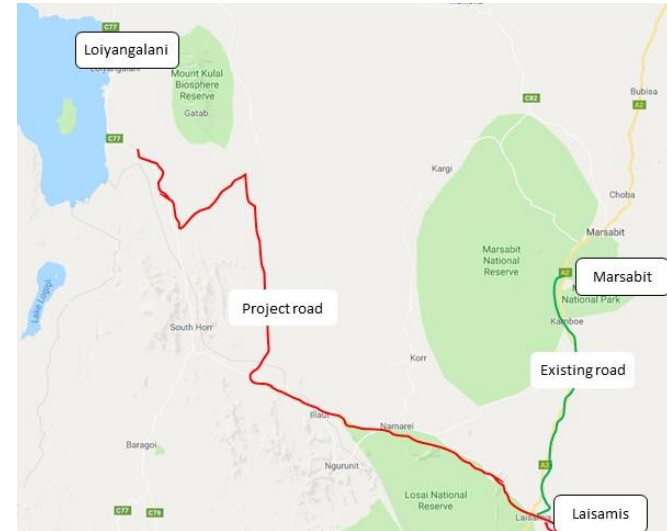 C77
Loiyangalani
Mount Kulal
Biosphere
Reserve
Gatab
C82
Bubisa
A2
C77
Kargi
Choba
Marsabit
Marsabit
National
Reserve
A2
Marsabit
National Park
Kamboe
Lake Logipi
Project road
South Horr
Korr
Existing road
Illaut
Namarei
Baragoi
Ngurunit
A2
Losai National
Reserve
C77
C79
Laisamis